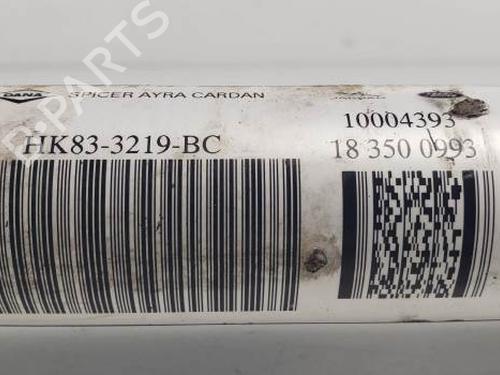 B-PARTS
DANA SPICER AYRA CARDAN
10004393
HK83-3219-BC 18 350 0993